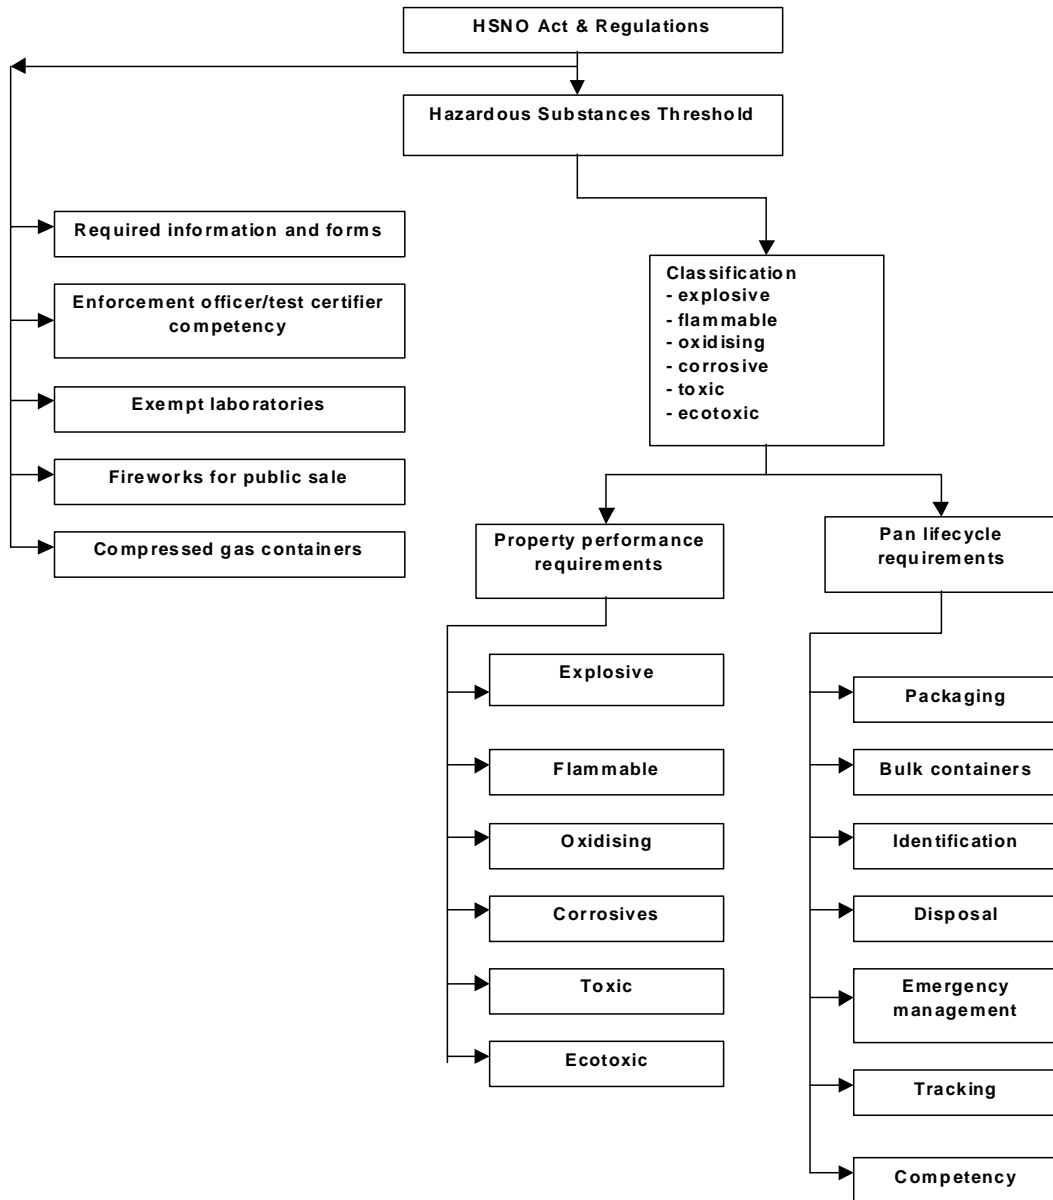 HSNO Act & Regulations
Hazardous Substances Threshold
Required information and forms
Enforcement officer/test certifier
competency
Exempt laboratories
Fireworks for public sale
Compressed gas containers
Classification
- explosive
- flammable
- oxidising
- corrosive
- toxic
- ecotoxic
Property performance
requirements
Explosive
Flammable
Oxidising
Corrosives
Toxic
Ecotoxic
Pan lifecycle
requirements
Packaging
Bulk containers
Identification
Disposal
Emergency
management
Tracking
Competency